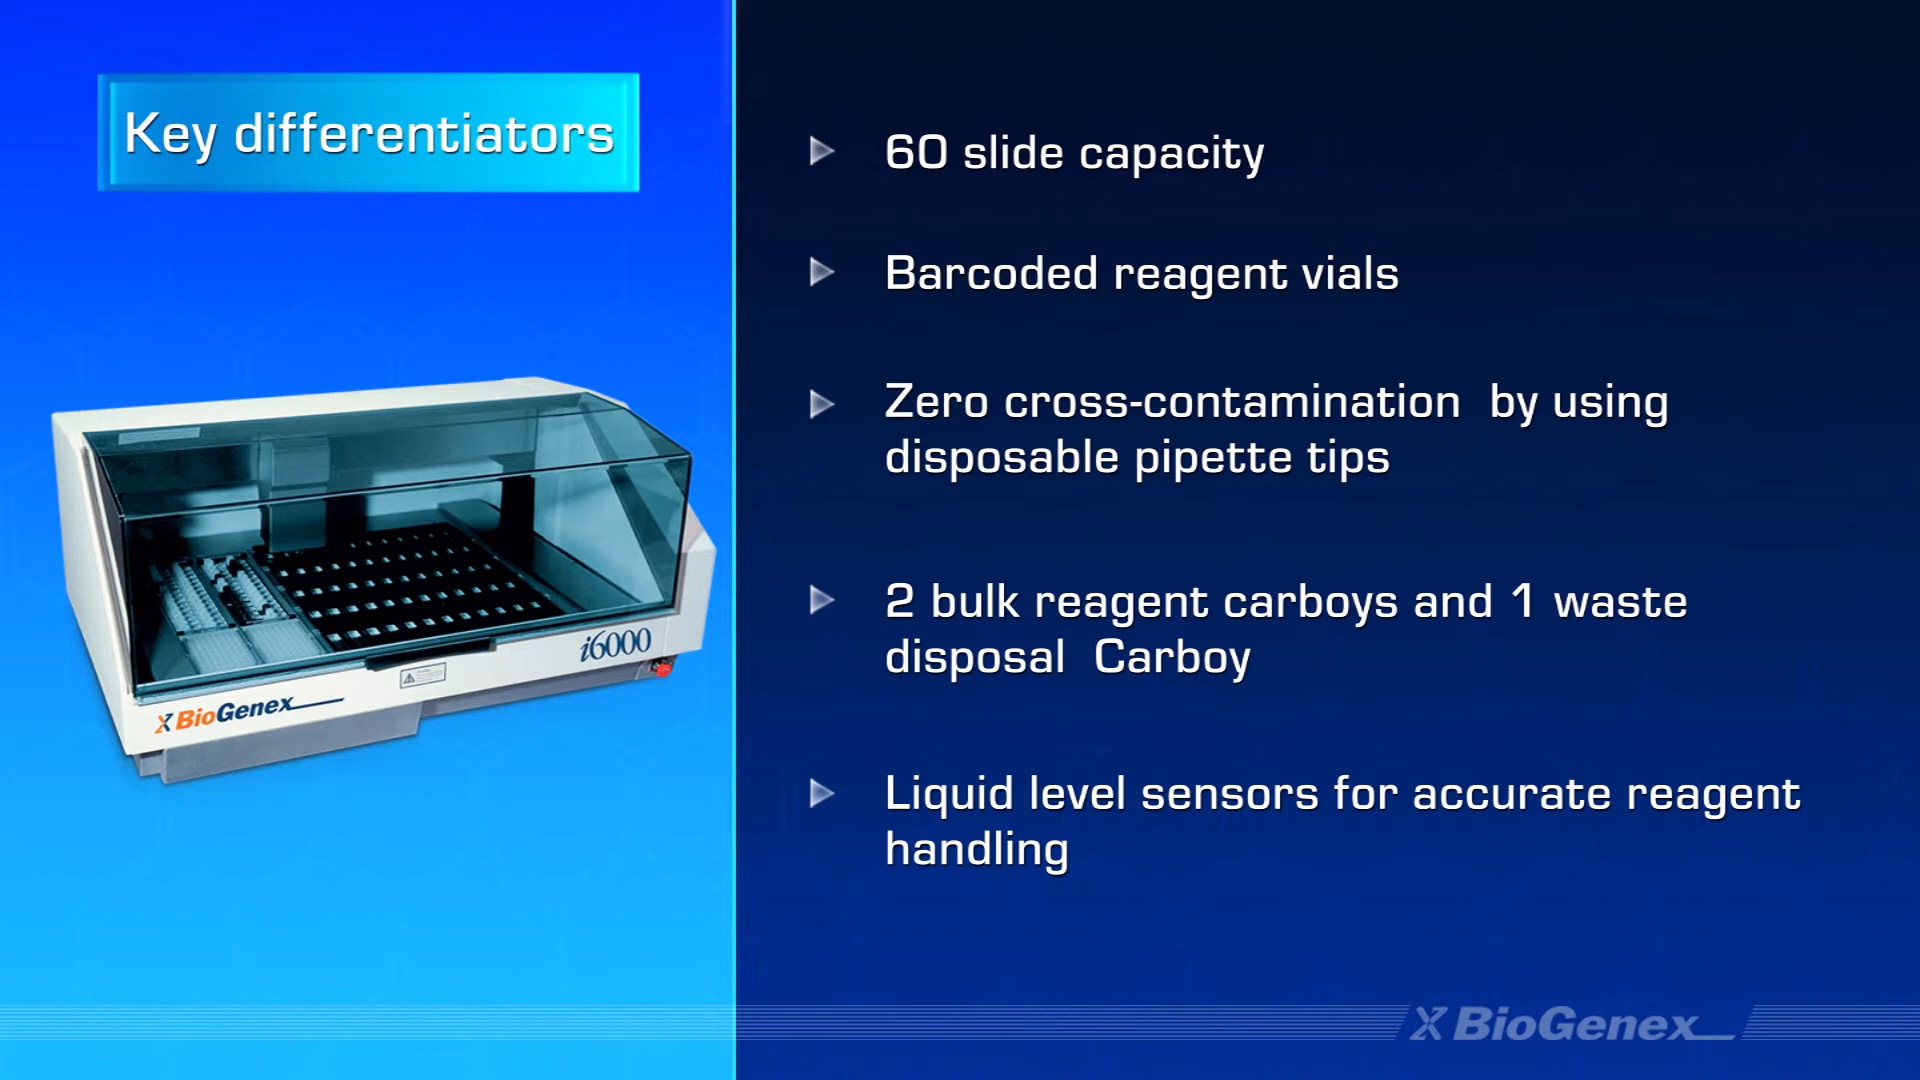 Key differentiators
60 slide capacity
Barcoded reagent vials
Zero cross-contamination  by using
disposable pipette tips
2 bulk reagent carboys and 1 waste
disposal  Carboy
Liquid level sensors for accurate reagent
handling
i6000
BioGenex
BioGenex